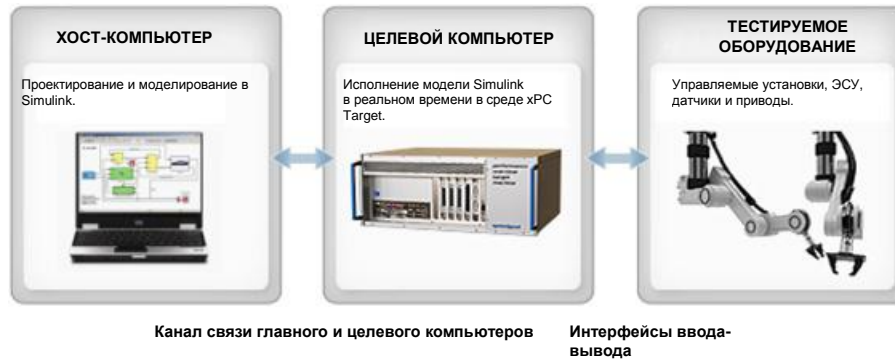 ХОСТ-КОМПЬЮТЕР
Проектирование и моделирование в
Simulink.
ЦЕЛЕВОЙ КОМПЬЮТЕР
Исполнение модели Simulink
в реальном времени в среде xPC
Target.
ТЕСТИРУЕМОЕ
ОБОРУДОВАНИЕ
Управляемые установки, ЭСУ,
датчики и приводы.
Канал связи главного и целевого компьютеров
Интерфейсы ввода-
вывода